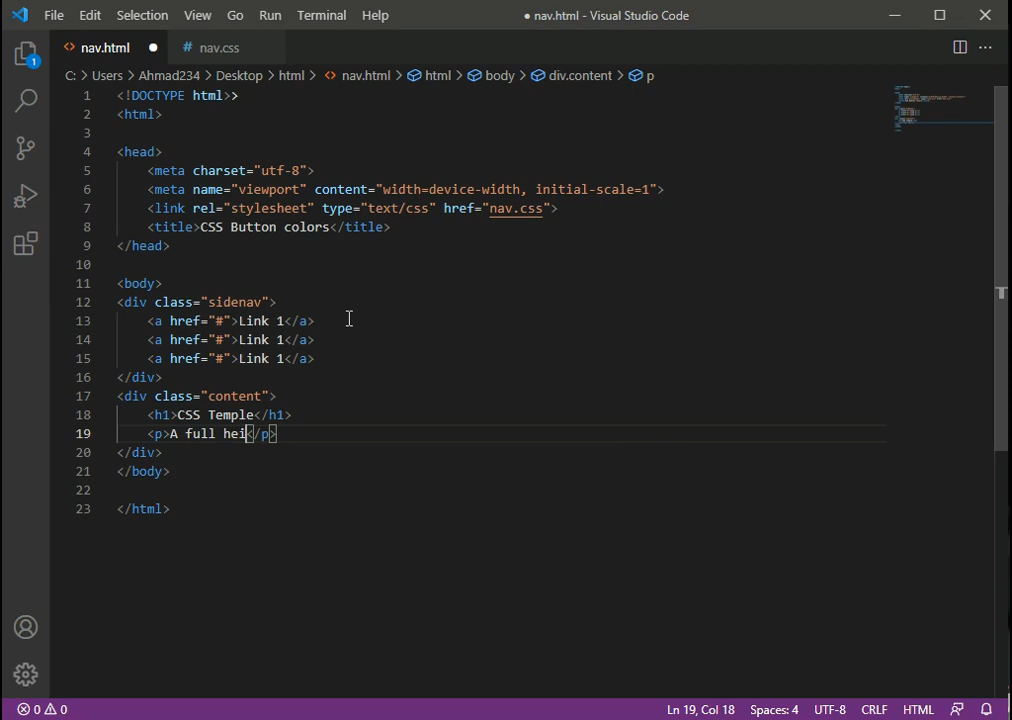 File Edit Selection View Go Run Terminal Help ● nav.html - Visual Studio Code
<> nav.html ● # nav.css ...
C: > Users > Ahmad234 > Desktop > html > <> nav.html > html > body > div.content > p
1 <!DOCTYPE html>>
2 <html>
3
4 <head>
5 <meta charset="utf-8">
6 <meta name="viewport" content="width=device-width, initial-scale=1">
7 <link rel="stylesheet" type="text/css" href="nav.css">
8 <title>CSS Button colors</title>
9 </head>
10
11 <body>
12 <div class="sidenav">
13 <a href="#">Link 1</a>
14 <a href="#">Link 1</a>
15 <a href="#">Link 1</a>
16 </div>
17 <div class="content">
18 <h1>CSS Temple</h1>
19 <p>A full hei</p>
20 </div>
21 </body>
22
23 </html>
1
0 0 Ln 19, Col 18 Spaces: 4 UTF-8 CRLF HTML